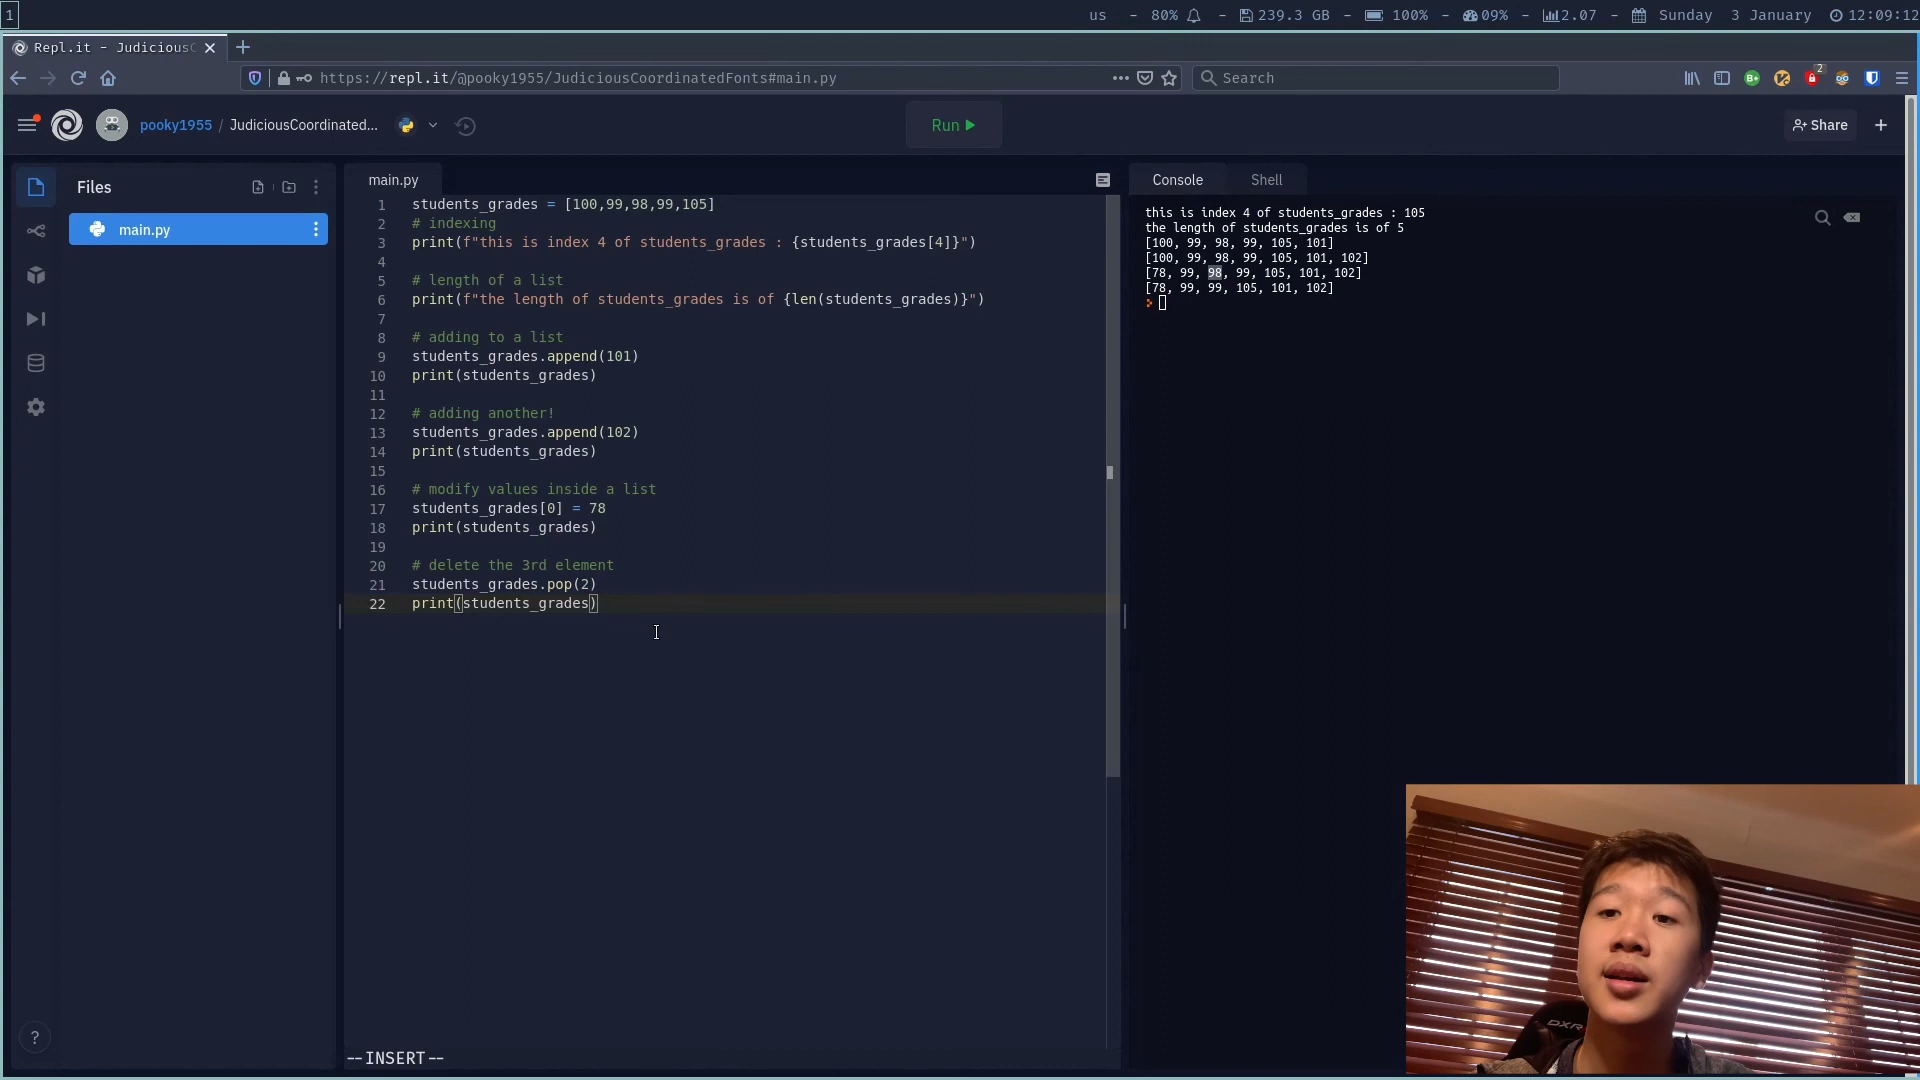 1
us - 80% - 239.3 GB - 100% - 09% - 2.07 - Sunday 3 January 12:09:12
Repl.it - JudiciousC
https://repl.it/@pooky1955/JudiciousCoordinatedFonts#main.py
Search
2
pooky1955 / JudiciousCoordinated...
Run
Share
Files
main.py
main.py
1 students_grades = [100,99,98,99,105]
2 # indexing
3 print(f"this is index 4 of students_grades : {students_grades[4]}")
4
5 # length of a list
6 print(f"the length of students_grades is of {len(students_grades)}")
7
8 # adding to a list
9 students_grades.append(101)
10 print(students_grades)
11
12 # adding another!
13 students_grades.append(102)
14 print(students_grades)
15
16 # modify values inside a list
17 students_grades[0] = 78
18 print(students_grades)
19
20 # delete the 3rd element
21 students_grades.pop(2)
22 print(students_grades)
--INSERT--
Console Shell
this is index 4 of students_grades : 105
the length of students_grades is of 5
[100, 99, 98, 99, 105, 101]
[100, 99, 98, 99, 105, 101, 102]
[78, 99, 98, 99, 105, 101, 102]
[78, 99, 99, 105, 101, 102]
?
DXR